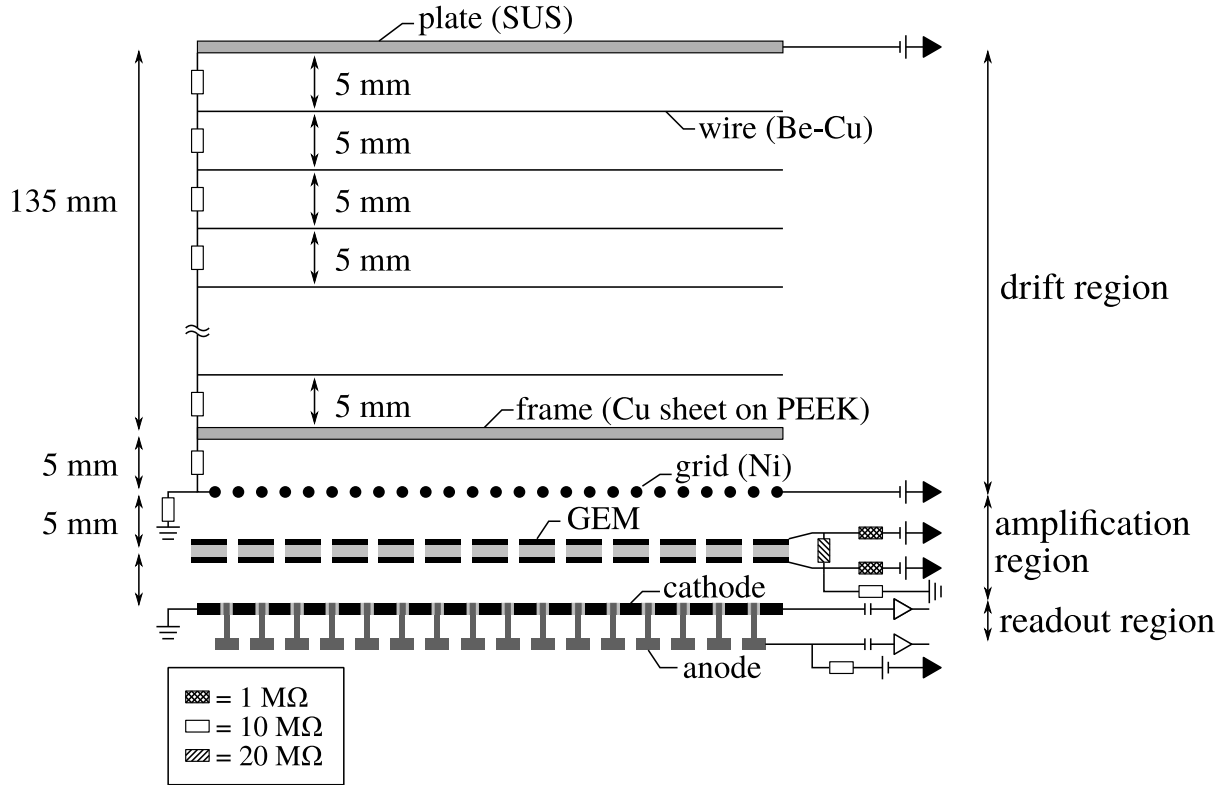 plate (SUS)
5 mm
wire (Be-Cu)
5 mm
135 mm
5 mm
5 mm
drift region
5 mm
frame (Cu sheet on PEEK)
5 mm
grid (Ni)
5 mm
GEM
amplification
region
cathode
readout region
anode
= 1 MΩ
= 10 MΩ
= 20 MΩ